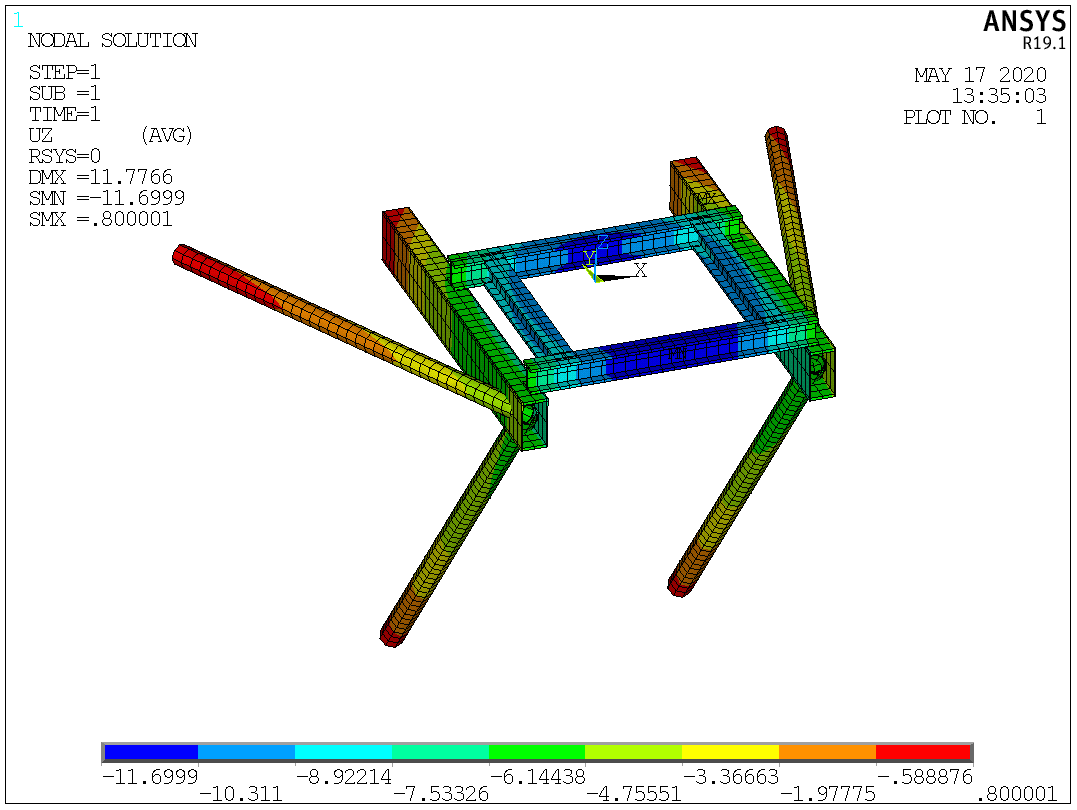 1
NODAL SOLUTION
STEP=1
SUB =1
TIME=1
UZ (AVG)
RSYS=0
DMX =11.7766
SMN =-11.6999
SMX =.800001
ANSYS
R19.1
MAY 17 2020
13:35:03
PLOT NO. 1
Z
Y
X
-11.6999 -8.92214 -6.14438 -3.36663 -.588876
-10.311 -7.53326 -4.75551 -1.97775 .800001